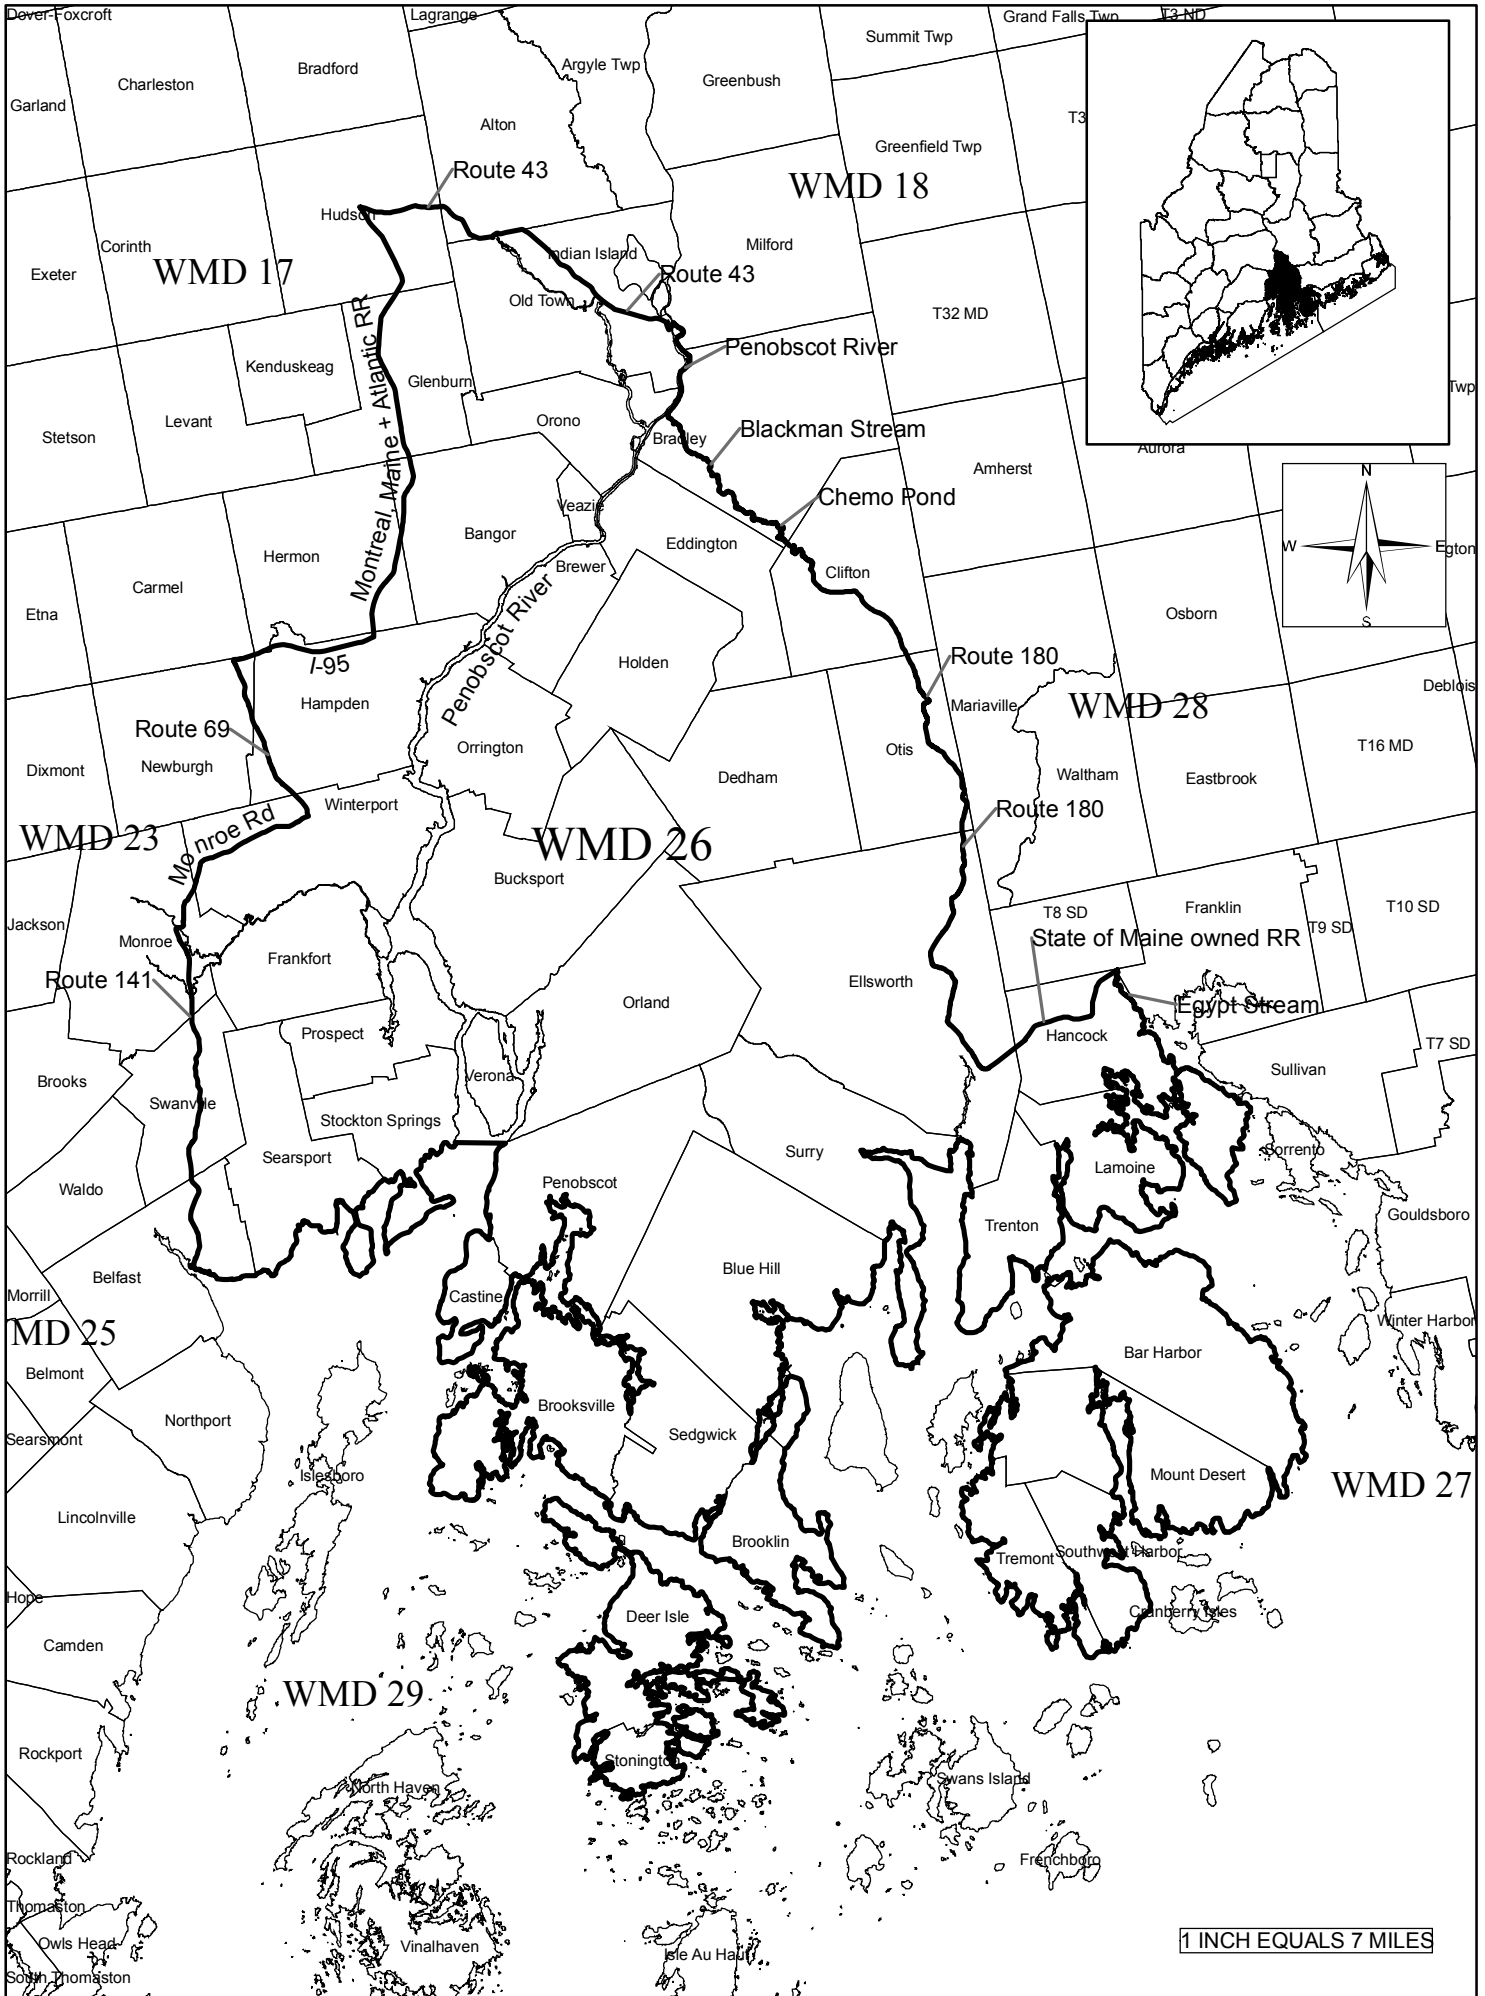 Dover-Foxcroft
Lagrange
Grand Falls Twp
T3 ND
Summit Twp
Argyle Twp
Bradford
Charleston
Greenbush
Garland
Alton
T3
Greenfield Twp
Route 43
WMD 18
Hudson
Corinth
Indian Island
Milford
Exeter
WMD 17
Route 43
Old Town
T32 MD
Montreal, Maine + Atlantic RR
Penobscot River
Kenduskeag
Glenburn
Twp
Levant
Orono
Blackman Stream
Stetson
Bradley
Aurora
Amherst
N
Chemo Pond
Veazie
Bangor
Eddington
W
Egton
Hermon
Brewer
Clifton
Carmel
Etna
Osborn
S
Penobscot River
I-95
Holden
Route 180
Deblois
Hampden
Mariaville
WMD 28
Route 69
Orrington
Otis
T16 MD
Dixmont
Newburgh
Dedham
Waltham
Eastbrook
Winterport
Route 180
WMD 23
Monroe Rd
WMD 26
Bucksport
T8 SD
Franklin
T10 SD
Jackson
T9 SD
Monroe
State of Maine owned RR
Frankfort
Route 141
Ellsworth
Orland
Egypt Stream
Prospect
Hancock
T7 SD
Verona
Sullivan
Brooks
Swanville
Stockton Springs
Searsport
Surry
Sorrento
Lamoine
Waldo
Penobscot
Trenton
Gouldsboro
Blue Hill
Belfast
Morrill
Castine
MD 25
Winter Harbor
Bar Harbor
Belmont
Brooksville
Northport
Sedgwick
Searsmont
Islesboro
Mount Desert
WMD 27
Lincolnville
Brooklin
Southwest Harbor
Tremont
Hope
Deer Isle
Cranberry Isles
Camden
WMD 29
Rockport
Stonington
Swans Island
North Haven
Rockland
Frenchboro
Thomaston
Owls Head
Vinalhaven
Isle Au Haut
1 INCH EQUALS 7 MILES
South Thomaston